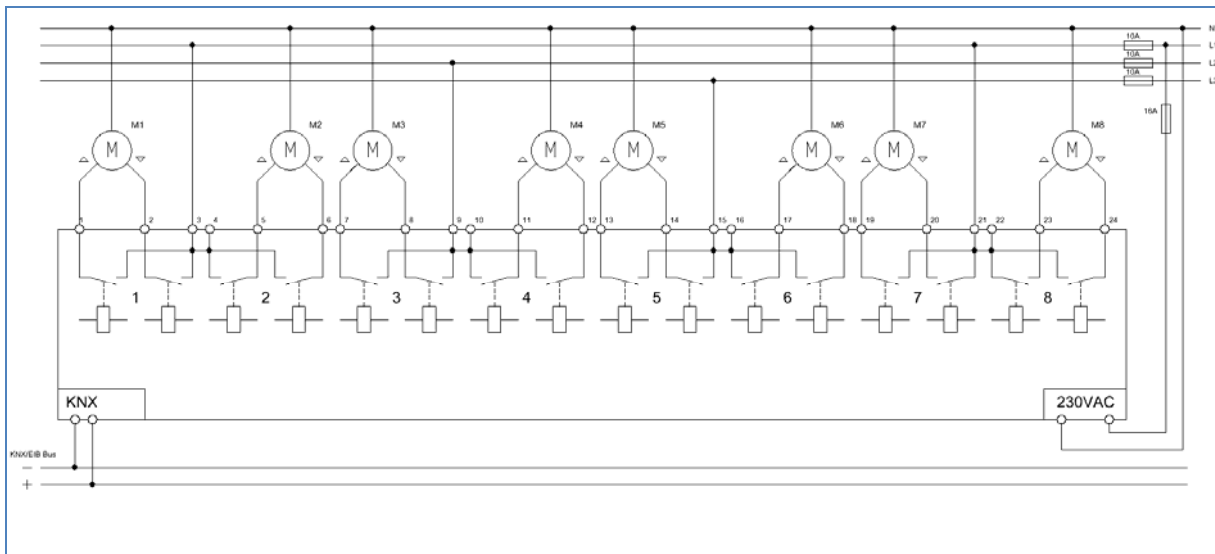 N
10A
L1
10A
L2
10A
L3
16A
M1 M2 M3 M4 M5 M6 M7 M8
M M M M M M M M
1 2 3 4 5 6 7 8 9 10 11 12 13 14 15 16 17 18 19 20 21 22 23 24
1 2 3 4 5 6 7 8
KNX 230VAC
KNX/EIB Bus
−
+